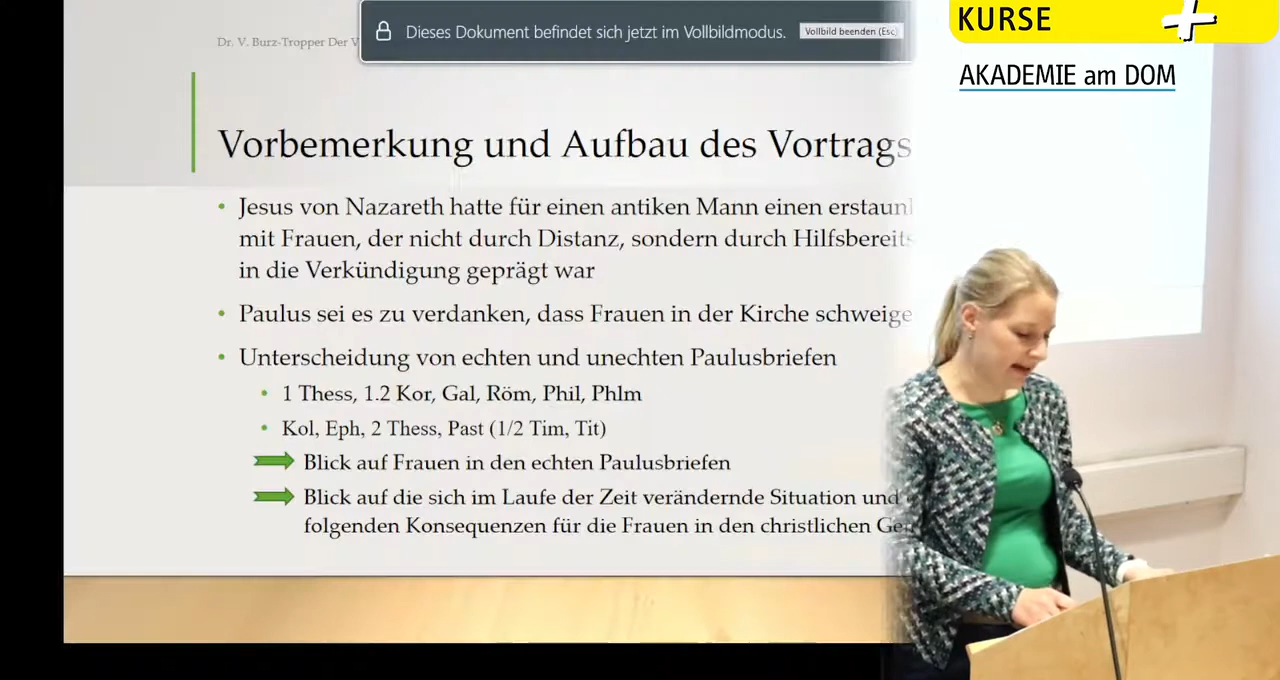 Dr. V. Burz-Tropper Der V
Dieses Dokument befindet sich jetzt im Vollbildmodus.
Vollbild beenden (Esc)
KURSE
AKADEMIE am DOM
Vorbemerkung und Aufbau des Vortrags
• Jesus von Nazareth hatte für einen antiken Mann einen
mit Frauen, der nicht durch Distanz, sondern durch
in die Verkündigung geprägt war
• Paulus sei es zu verdanken, dass Frauen in der Kirche
• Unterscheidung von echten und unechten Paulusbriefen
• 1 Thess, 1.2 Kor, Gal, Röm, Phil, Phlm
• Kol, Eph, 2 Thess, Past (1/2 Tim, Tit)
Blick auf Frauen in den echten Paulusbriefen
Blick auf die sich im Laufe der Zeit verändernde Situation und
folgenden Konsequenzen für die Frauen in den christlichen